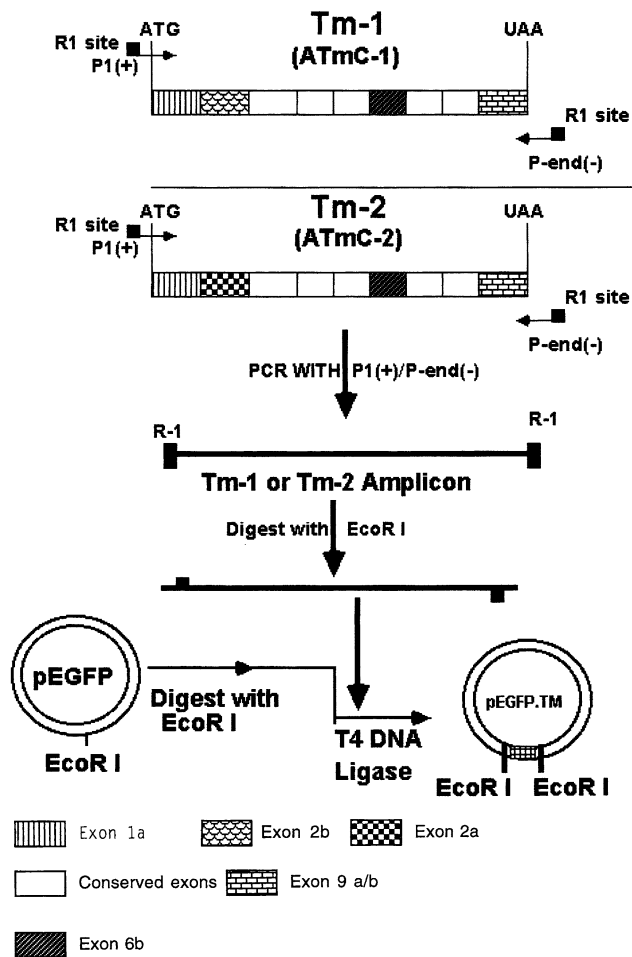 ATG Tm-1 UAA
R1 site (ATmC-1)
P1(+)
R1 site
P-end(-)
ATG Tm-2 UAA
R1 site (ATmC-2)
P1(+)
R1 site
P-end(-)
PCR WITH P1(+)/P-end(-)
R-1 R-1
Tm-1 or Tm-2 Amplicon
Digest with EcoR I
pEGFP
Digest with
EcoR I
EcoR I
T4 DNA
Ligase
pEGFP.TM
EcoR I EcoR I
Exon 1a Exon 2b Exon 2a
Conserved exons Exon 9 a/b
Exon 6b